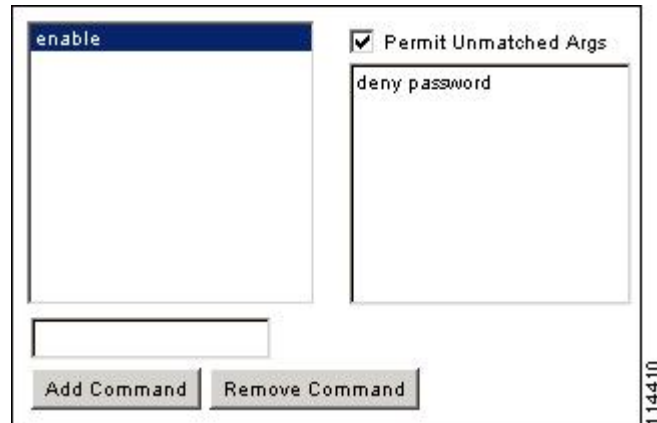 enable
Permit Unmatched Args
deny password
Add Command
Remove Command
114410